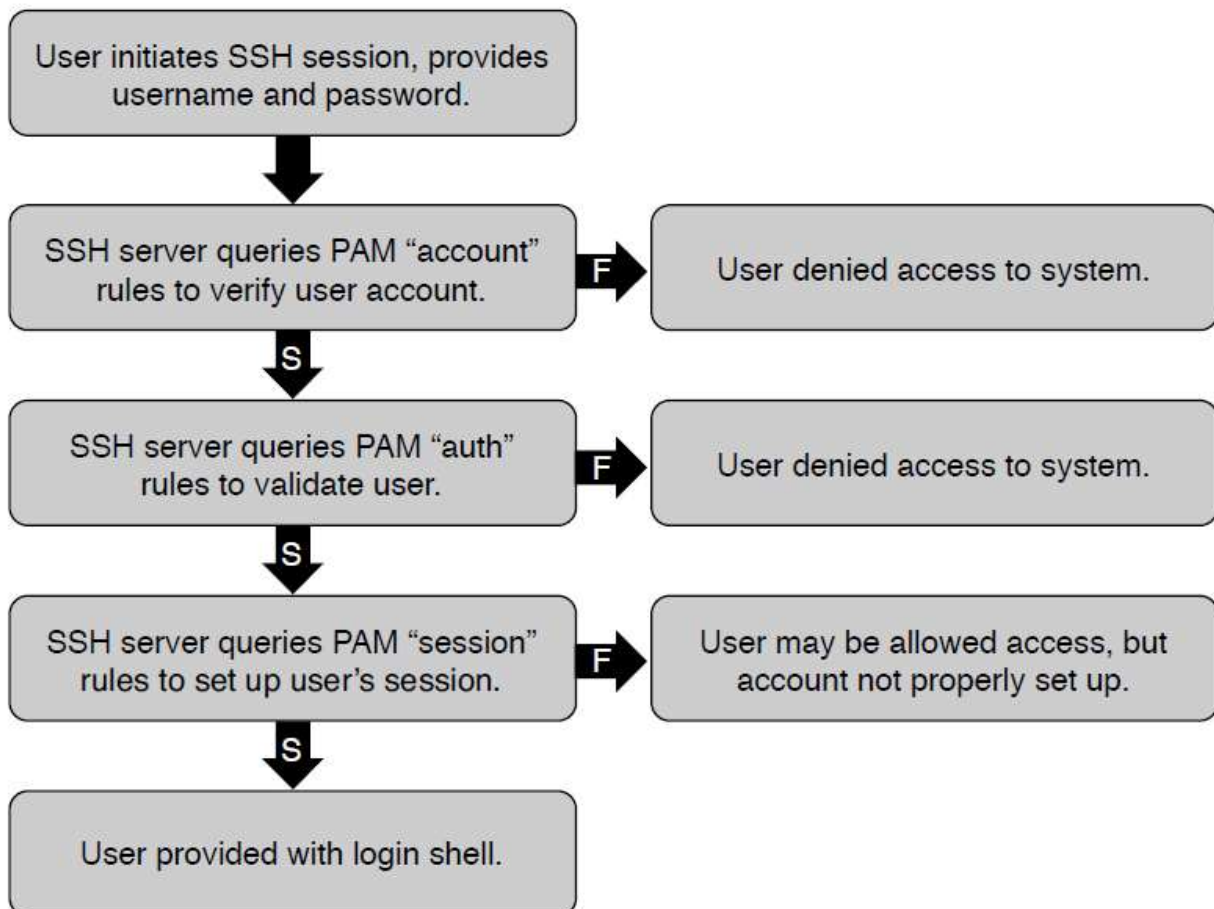 User initiates SSH session, provides
username and password.
SSH server queries PAM “account”
rules to verify user account.
F
User denied access to system.
S
SSH server queries PAM “auth”
rules to validate user.
F
User denied access to system.
S
SSH server queries PAM “session”
rules to set up user’s session.
F
User may be allowed access, but
account not properly set up.
S
User provided with login shell.